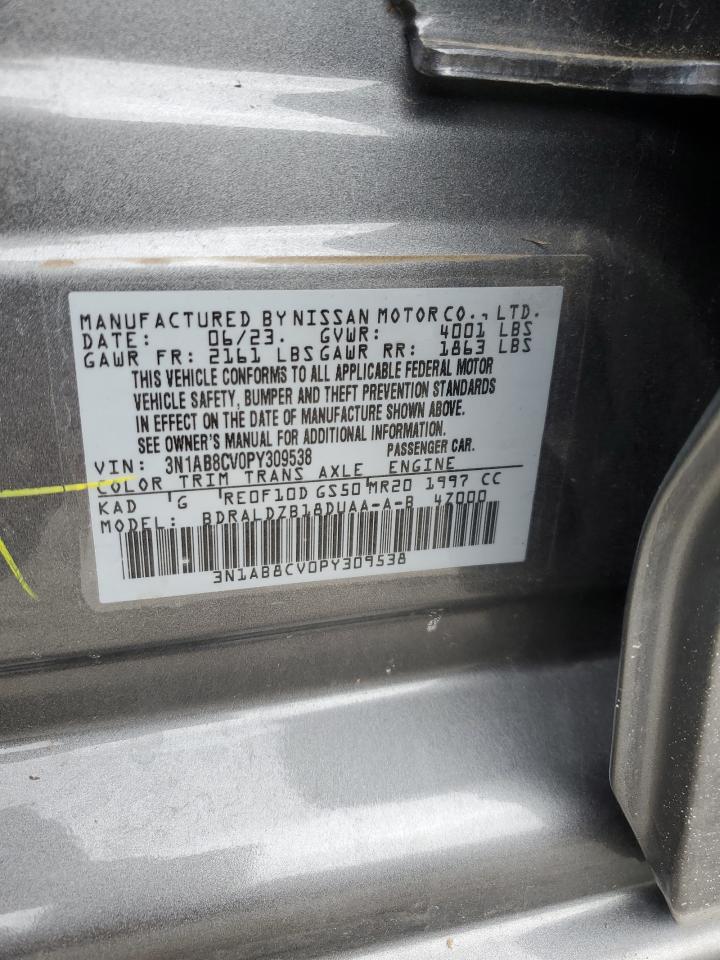 MANUFACTURED BY NISSAN MOTOR CO., LTD.
DATE: 06/23. GVWR: 4001 LBS
GAWR FR: 2161 LBS GAWR RR: 1863 LBS
THIS VEHICLE CONFORMS TO ALL APPLICABLE FEDERAL MOTOR
VEHICLE SAFETY, BUMPER AND THEFT PREVENTION STANDARDS
IN EFFECT ON THE DATE OF MANUFACTURE SHOWN ABOVE.
SEE OWNER'S MANUAL FOR ADDITIONAL INFORMATION.
VIN: 3N1AB8CV0PY309538 PASSENGER CAR.
COLOR TRIM TRANS AXLE ENGINE
KAD G RE0F10D GS50 MR20 1997 CC
MODEL: BDRALDZB18DUAA-A-B 47000
3N1AB8CV0PY309538